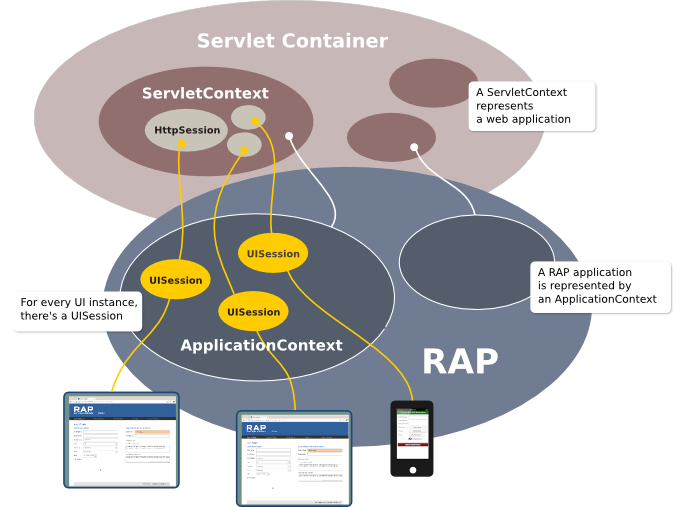 Servlet Container
ServletContext
HttpSession
A ServletContext
represents
a web application
UISession
UISession
UISession
A RAP application
is represented by
an ApplicationContext
For every UI instance,
there's a UISession
ApplicationContext
RAP
RAP
RAP